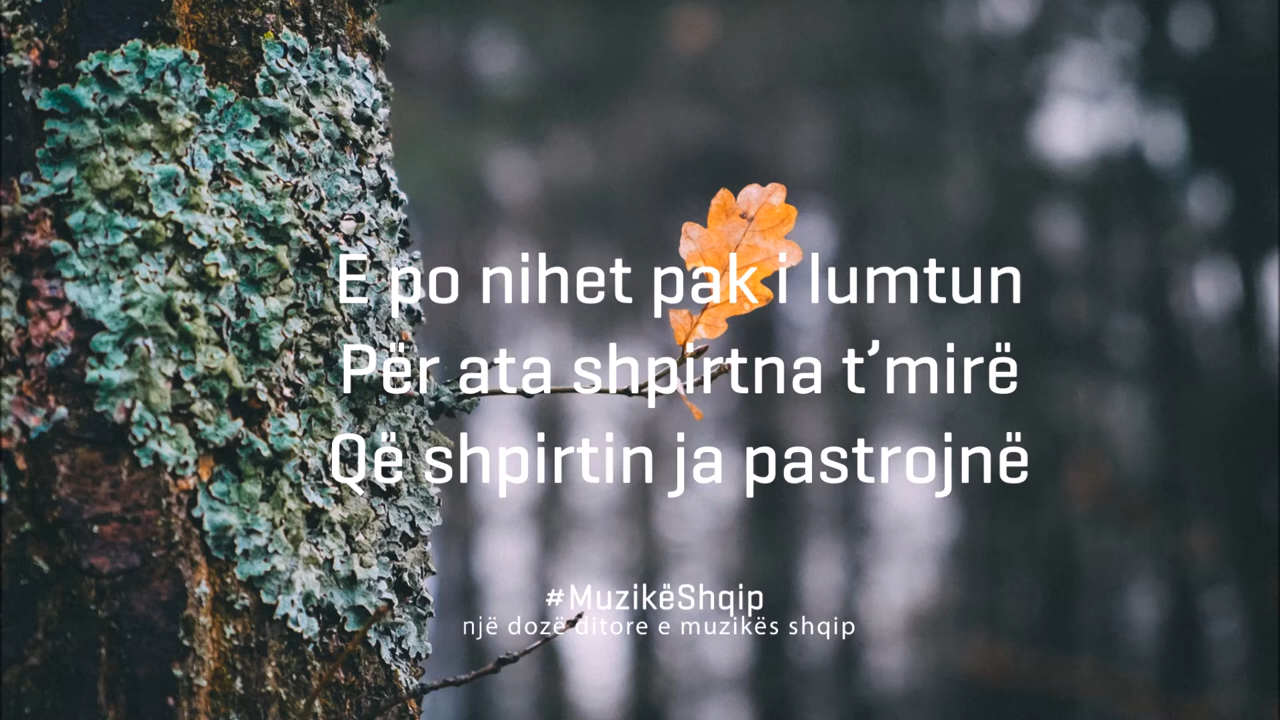 E po nihet pak i lumtun
Për ata shpirtna t’mirë
Që shpirtin ja pastrojnë
#MuzikëShqip
një dozë ditore e muzikës shqip